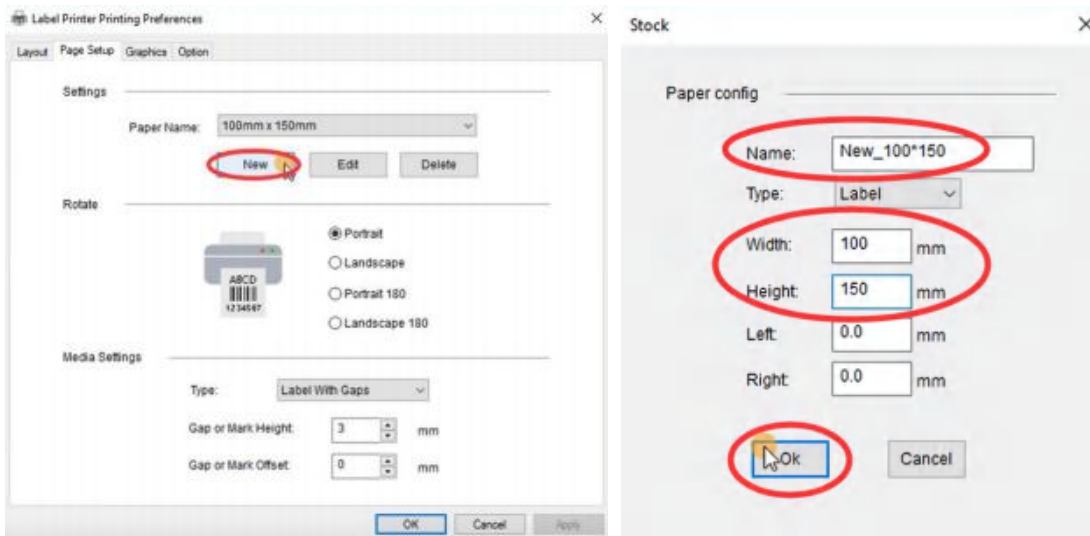 Label Printer Printing Preferences
Layout Page Setup Graphics Option
Settings
Paper Name: 100mm x 150mm
New Edit Delete
Rotate
ABCD
1234567
Portrait
Landscape
Portrait 180
Landscape 180
Media Settings
Type: Label With Gaps
Gap or Mark Height: 3 mm
Gap or Mark Offset: 0 mm
OK Cancel Apply
Stock
Paper config
Name: New_100*150
Type: Label
Width: 100 mm
Height: 150 mm
Left: 0.0 mm
Right: 0.0 mm
Ok Cancel